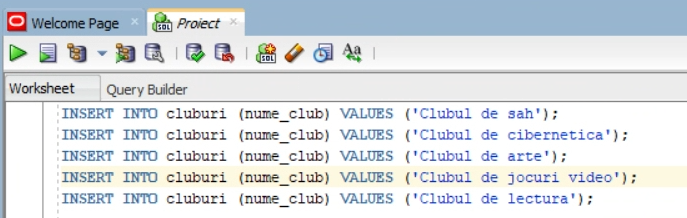 Welcome Page
Proiect
SQL
Worksheet
Query Builder
INSERT INTO cluburi (nume_club) VALUES ('Clubul de sah');
INSERT INTO cluburi (nume_club) VALUES ('Clubul de cibernetica');
INSERT INTO cluburi (nume_club) VALUES ('Clubul de arte');
INSERT INTO cluburi (nume_club) VALUES ('Clubul de jocuri video');
INSERT INTO cluburi (nume_club) VALUES ('Clubul de lectura');